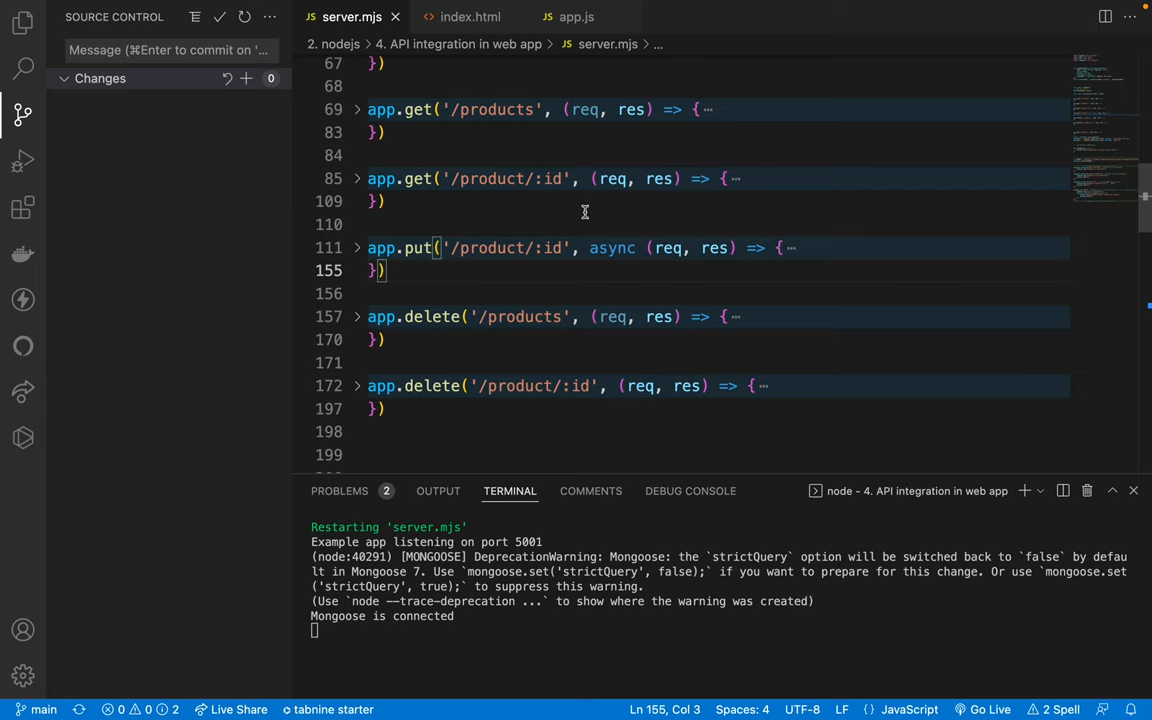 SOURCE CONTROL
server.mjs
index.html
app.js
Message (⌘Enter to commit on '...
2. nodejs > 4. API integration in web app > server.mjs > ...
Changes
0
67 })
68
69 app.get('/products', (req, res) => {⋯
83 })
84
85 app.get('/product/:id', (req, res) => {⋯
109 })
110
111 app.put('/product/:id', async (req, res) => {⋯
155 })
156
157 app.delete('/products', (req, res) => {⋯
170 })
171
172 app.delete('/product/:id', (req, res) => {⋯
197 })
198
199
PROBLEMS 2 OUTPUT TERMINAL COMMENTS DEBUG CONSOLE node - 4. API integration in web app
Restarting 'server.mjs'
Example app listening on port 5001
(node:40291) [MONGOOSE] DeprecationWarning: Mongoose: the `strictQuery` option will be switched back to `false` by defau
lt in Mongoose 7. Use `mongoose.set('strictQuery', false);` if you want to prepare for this change. Or use `mongoose.set
('strictQuery', true);` to suppress this warning.
(Use `node --trace-deprecation ...` to show where the warning was created)
Mongoose is connected
main 0 0 2 Live Share tabnine starter Ln 155, Col 3 Spaces: 4 UTF-8 LF {} JavaScript Go Live 2 Spell